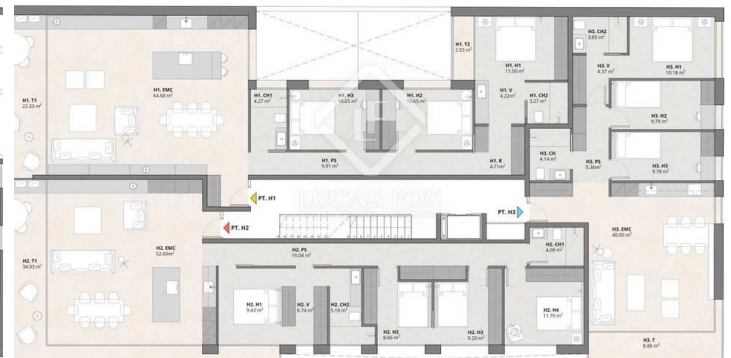 H1. T1
22.33 m²
H1. EMC
64.68 m²
H1. CH1
4.27 m²
H1. H3
10.65 m²
H1. H2
10.65 m²
H1. T2
2.53 m²
H1. H1
11.50 m²
H1. V
4.22m²
H1. CH2
3.27 m²
H3. CH2
3.85 m²
H3. V
4.37 m²
H3. H1
10.18 m²
H3. H2
9.79 m²
H3. CH
4.14 m²
H3. PS
5.36m²
H3. H3
9.78 m²
H1. PS
9.91 m²
H1. R
4.71m²
PT. H1
LUCAS FOX
PT. H2
PT. H3
H2. T1
34.93 m²
H2. EMC
52.69m²
H2. PS
16.04 m²
H2. CH1
4.08 m²
H3. EMC
40.60 m²
H2. H1
9.43 m²
H2. V
6.74 m²
H2. CH2
5.19 m²
H2. H2
8.66 m²
H2. H3
9.20 m²
H2. H4
11.79 m²
H3. T
8.88 m²